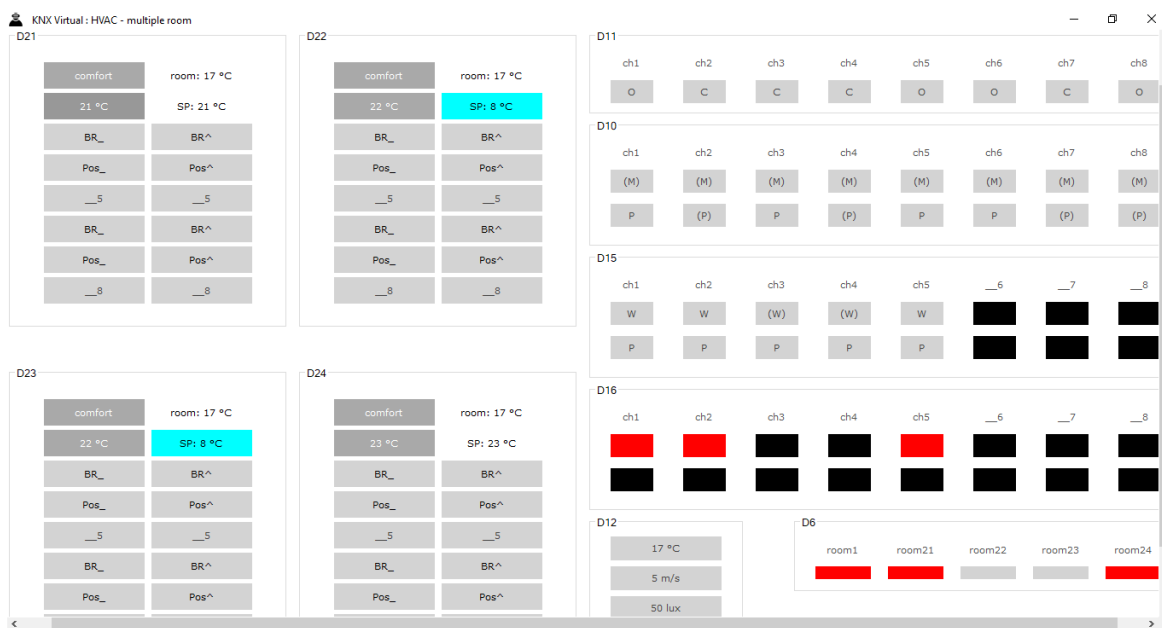 KNX Virtual : HVAC - multiple room
D21
comfort room: 17 °C
21 °C SP: 21 °C
BR_ BR^
Pos_ Pos^
__5 __5
BR_ BR^
Pos_ Pos^
__8 __8
D22
comfort room: 17 °C
22 °C SP: 8 °C
BR_ BR^
Pos_ Pos^
__5 __5
BR_ BR^
Pos_ Pos^
__8 __8
D23
comfort room: 17 °C
22 °C SP: 8 °C
BR_ BR^
Pos_ Pos^
__5 __5
BR_ BR^
Pos_ Pos^
D24
comfort room: 17 °C
23 °C SP: 23 °C
BR_ BR^
Pos_ Pos^
__5 __5
BR_ BR^
Pos_ Pos^
D11
ch1 ch2 ch3 ch4 ch5 ch6 ch7 ch8
O C C C O O C O
D10
ch1 ch2 ch3 ch4 ch5 ch6 ch7 ch8
(M) (M) (M) (M) (M) (M) (M) (M)
P (P) P (P) P P (P) (P)
D15
ch1 ch2 ch3 ch4 ch5 __6 __7 __8
W W (W) (W) W
P P P P P
D16
ch1 ch2 ch3 ch4 ch5 __6 __7 __8
D12
17 °C
5 m/s
50 lux
D6
room1 room21 room22 room23 room24